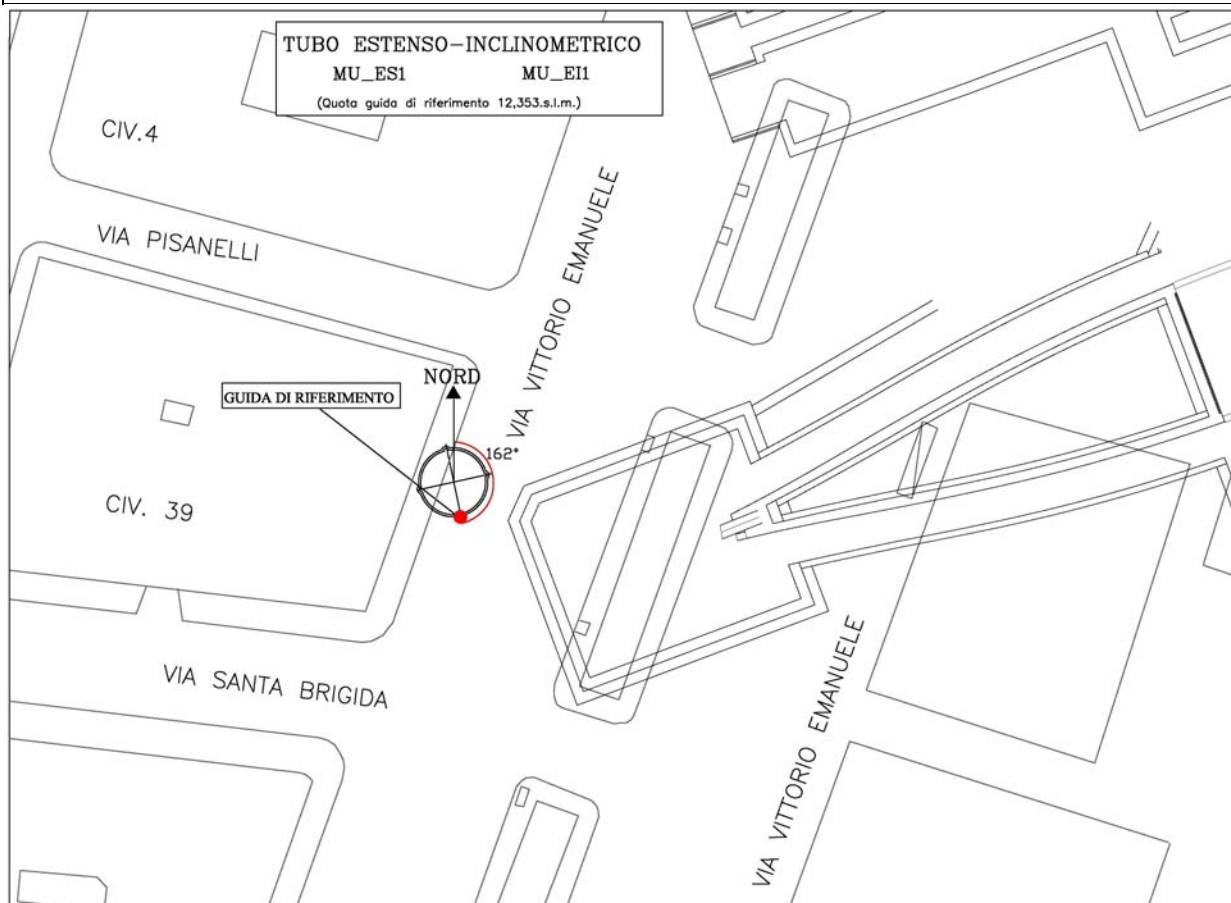 TUBO ESTENSO-INCLINOMETRICO
MU_ES1 MU_EI1
(Quota guida di riferimento 12,353.s.l.m.)
CIV.4
VIA PISANELLI
VIA VITTORIO EMANUELE
NORD
GUIDA DI RIFERIMENTO
162°
CIV. 39
VIA SANTA BRIGIDA
VIA VITTORIO EMANUELE